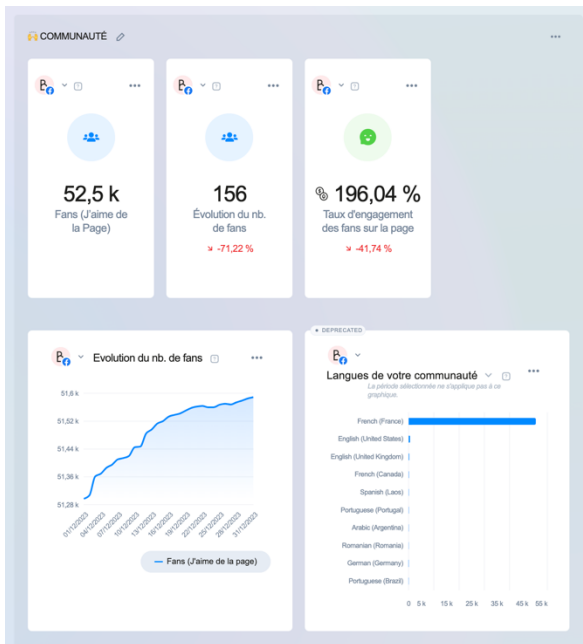 COMMUNAUTÉ
52,5 k
Fans (J'aime de
la Page)
156
Évolution du nb.
de fans
-71,22 %
196,04 %
Taux d'engagement
des fans sur la page
-41,74 %
Evolution du nb. de fans
51,6 k
51,52 k
51,44 k
51,36 k
51,28 k
01/12/2023
04/12/2023
07/12/2023
10/12/2023
13/12/2023
16/12/2023
19/12/2023
22/12/2023
25/12/2023
28/12/2023
31/12/2023
Fans (J'aime de la page)
DEPRECATED
Langues de votre communauté
La période sélectionnée ne s'applique pas à ce
graphique.
French (France)
English (United States)
English (United Kingdom)
French (Canada)
Spanish (Laos)
Portuguese (Portugal)
Arabic (Argentina)
Romanian (Romania)
German (Germany)
Portuguese (Brazil)
0 5 k 15 k 25 k 35 k 45 k 55 k